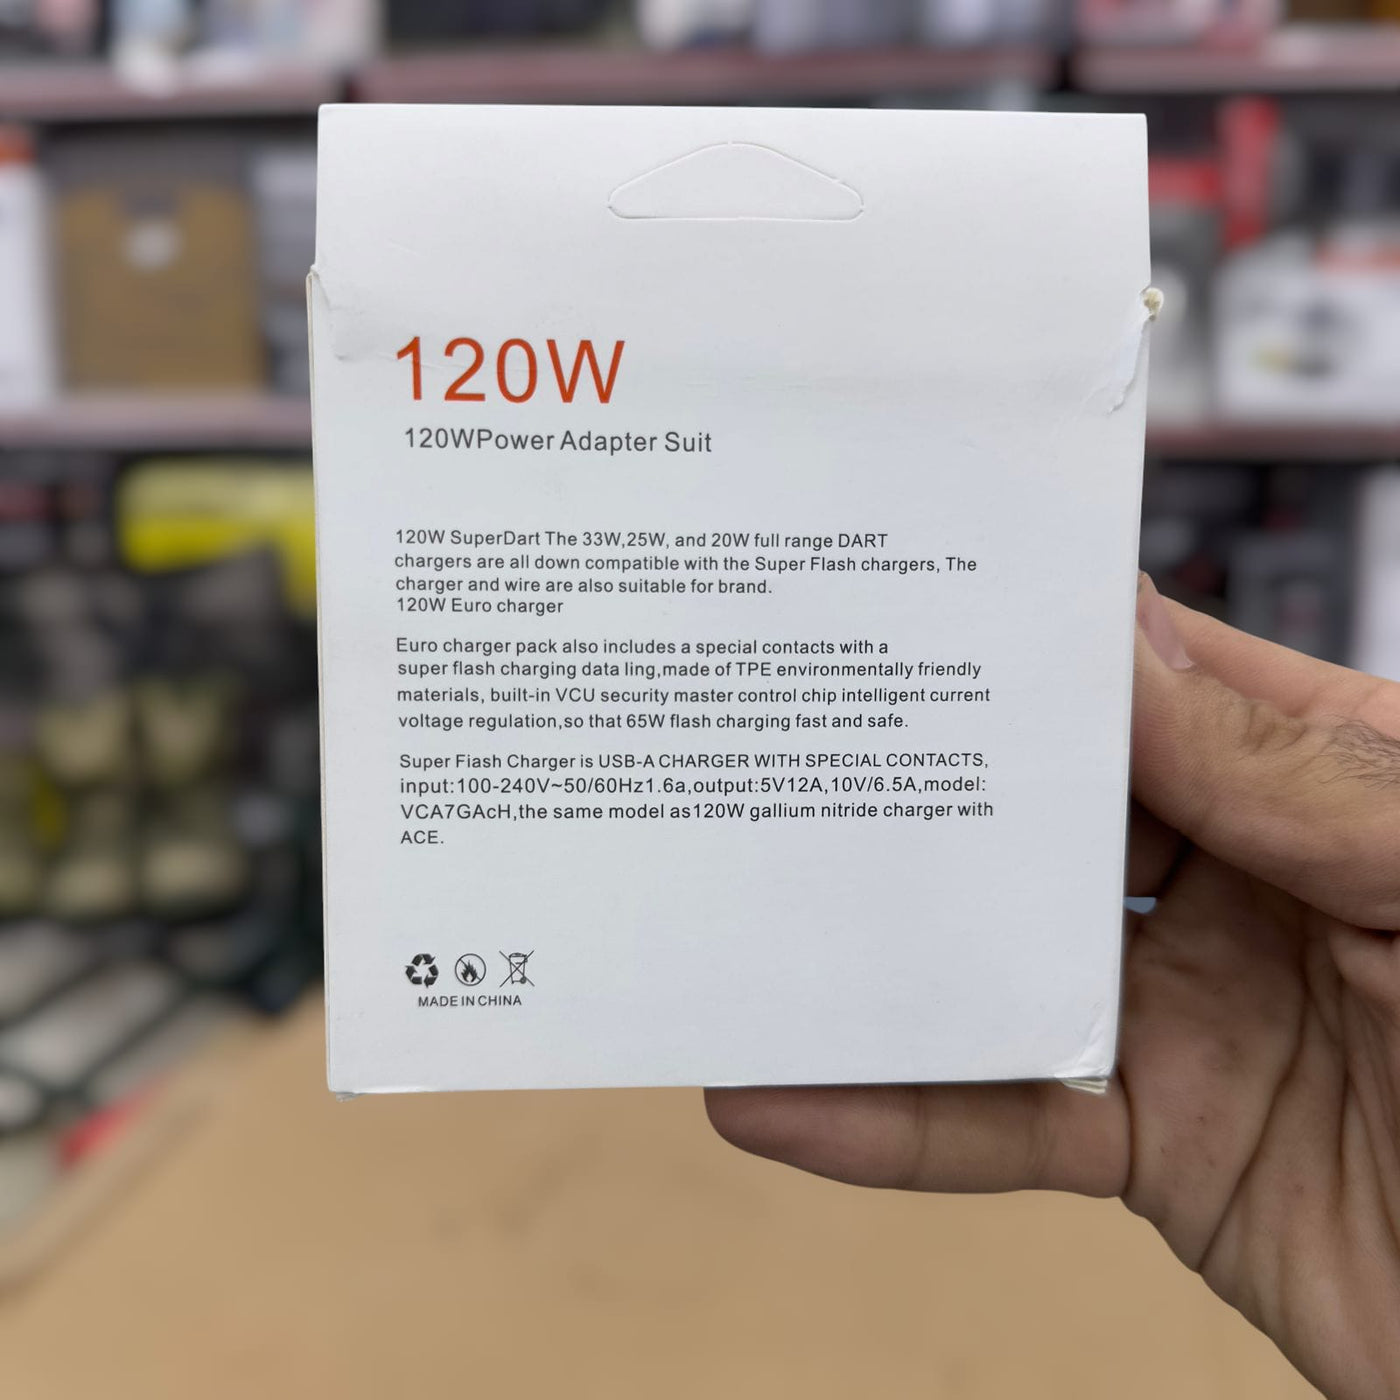 120W
120WPower Adapter Suit
120W SuperDart The 33W,25W, and 20W full range DART
chargers are all down compatible with the Super Flash chargers, The
charger and wire are also suitable for brand.
120W Euro charger
Euro charger pack also includes a special contacts with a
super flash charging data ling,made of TPE environmentally friendly
materials, built-in VCU security master control chip intelligent current
voltage regulation,so that 65W flash charging fast and safe.
Super Fiash Charger is USB-A CHARGER WITH SPECIAL CONTACTS,
input:100-240V~50/60Hz1.6a,output:5V12A,10V/6.5A,model:
VCA7GAcH,the same model as120W gallium nitride charger with
ACE.
MADE IN CHINA